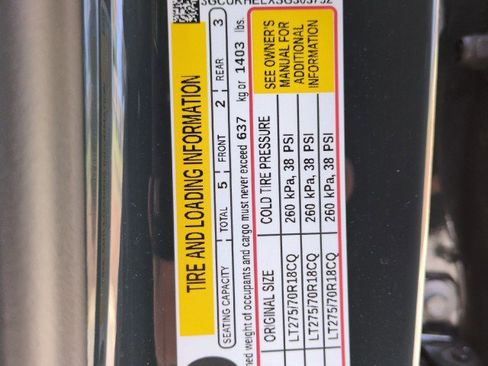 TIRE AND LOADING INFORMATION
SEATING CAPACITY TOTAL 5 FRONT 2 REAR 3
weight of occupants and cargo must never exceed 637 kg or 1403 lbs.
ORIGINAL SIZE COLD TIRE PRESSURE SEE OWNER'S
MANUAL FOR
ADDITIONAL
INFORMATION
LT275/70R18CQ 260 kPa, 38 PSI
LT275/70R18CQ 260 kPa, 38 PSI
LT275/70R18CQ 260 kPa, 38 PSI